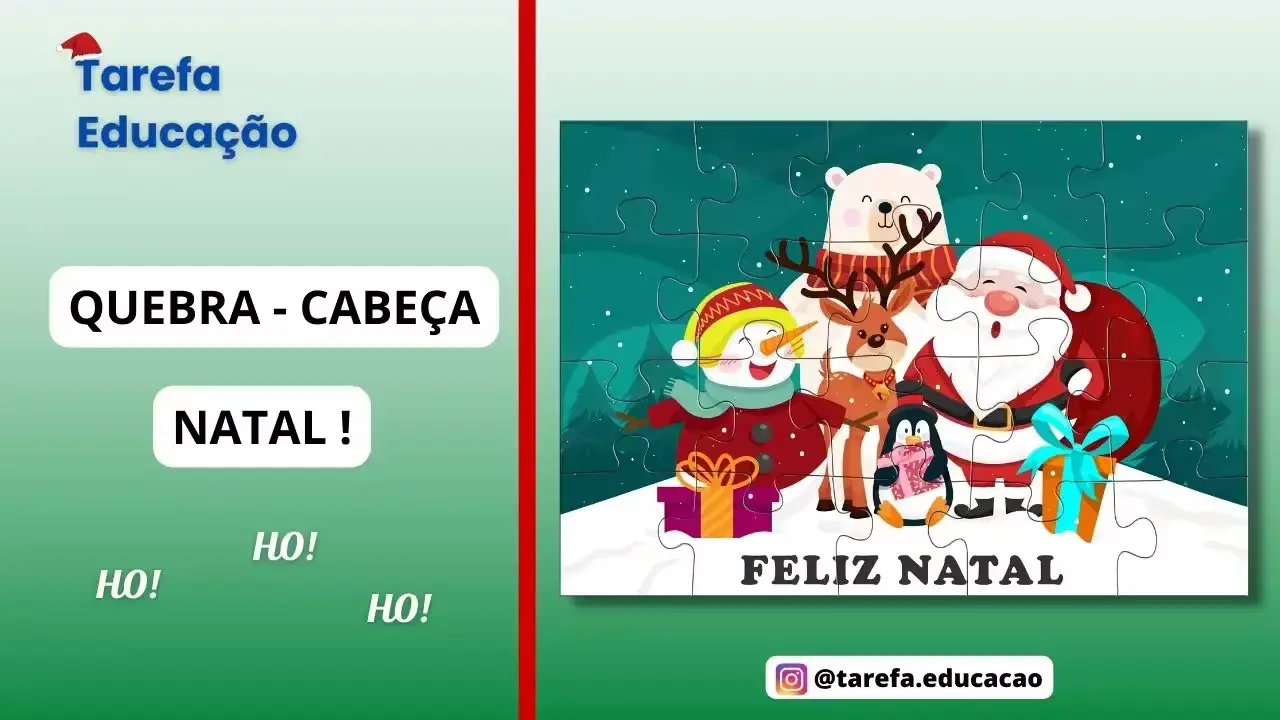 Tarefa
Educação
QUEBRA - CABEÇA
NATAL !
HO!
HO!
HO!
FELIZ NATAL
@tarefa.educacao